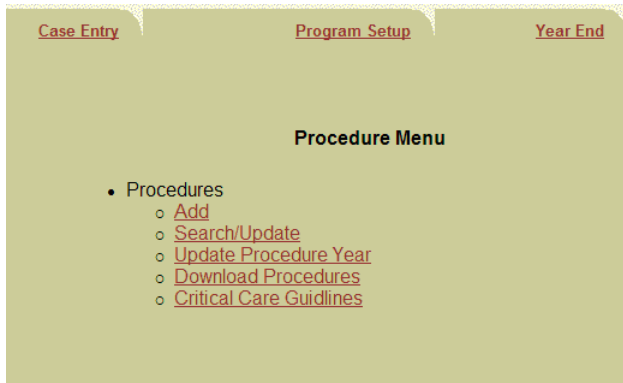 Case Entry Program Setup Year End
Procedure Menu
Procedures
Add
Search/Update
Update Procedure Year
Download Procedures
Critical Care Guidlines